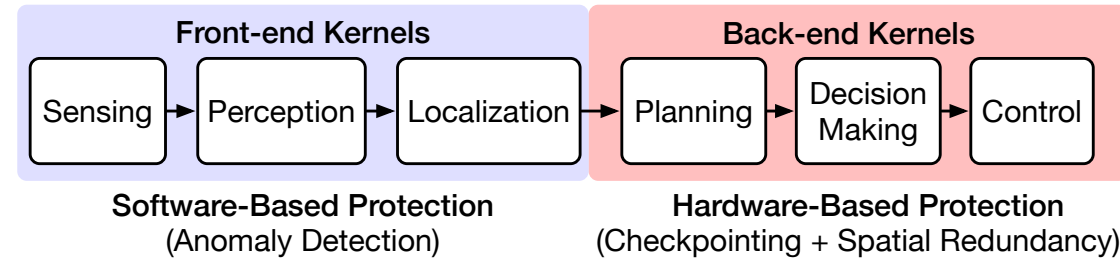 Front-end Kernels
Back-end Kernels
Sensing
Perception
Localization
Planning
Decision
Making
Control
Software-Based Protection
(Anomaly Detection)
Hardware-Based Protection
(Checkpointing + Spatial Redundancy)